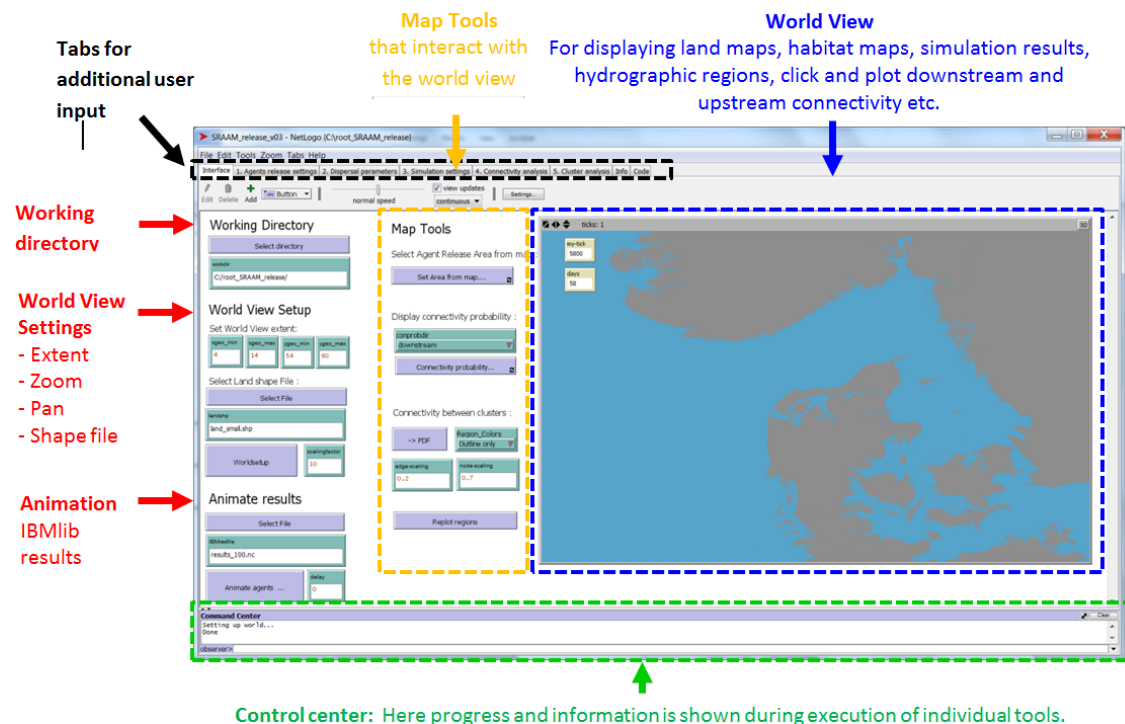 Map Tools
that interact with
the world view
World View
For displaying land maps, habitat maps, simulation results,
hydrographic regions, click and plot downstream and
upstream connectivity etc.
Tabs for
additional user
input
SRAAM_release_v03 - NetLogo {C:\root_SRAAM_release}
File Edit Tools Zoom Tabs Help
Interface 1. Agents release settings 2. Dispersal parameters 3. Simulation settings 4. Connectivity analysis 5. Cluster analysis Info Code
Edit Delete Add Button normal speed view updates continuous Settings...
Working
directory
Working Directory
Select directory
workdir
C:/root_SRAAM_release/
World View
Settings
- Extent
- Zoom
- Pan
- Shape file
World View Setup
Set World View extent:
xgeo_min xgeo_max ygeo_min ygeo_max
4 14 54 60
Select Land shape File :
Select File
landshp
land_small.shp
Worldsetup
scalingfactor
10
Animation
IBMlib
results
Animate results
Select File
results_100.nc
Animate agents ...
delay
0
Map Tools
Select Agent Release Area from map :
Set Area from map....
Display connectivity probability :
conprobdir
downstream
Connectivity probability...
Connectivity between clusters :
-> PDF
Region_Colors
Outline only
edge-scaling
0.2
node-scaling
0.7
Replot regions
ticks: 1
3D
my-tick
5800
days
58
Command Center
Clear
Setting up world...
Done
observer>
Control center: Here progress and information is shown during execution of individual tools.